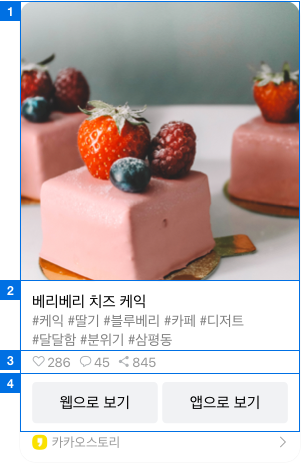 1
2
베리베리 치즈 케익
#케익 #딸기 #블루베리 #카페 #디저트
#달달함 #분위기 #삼평동
3
286 45 845
4
웹으로 보기 앱으로 보기
카카오스토리